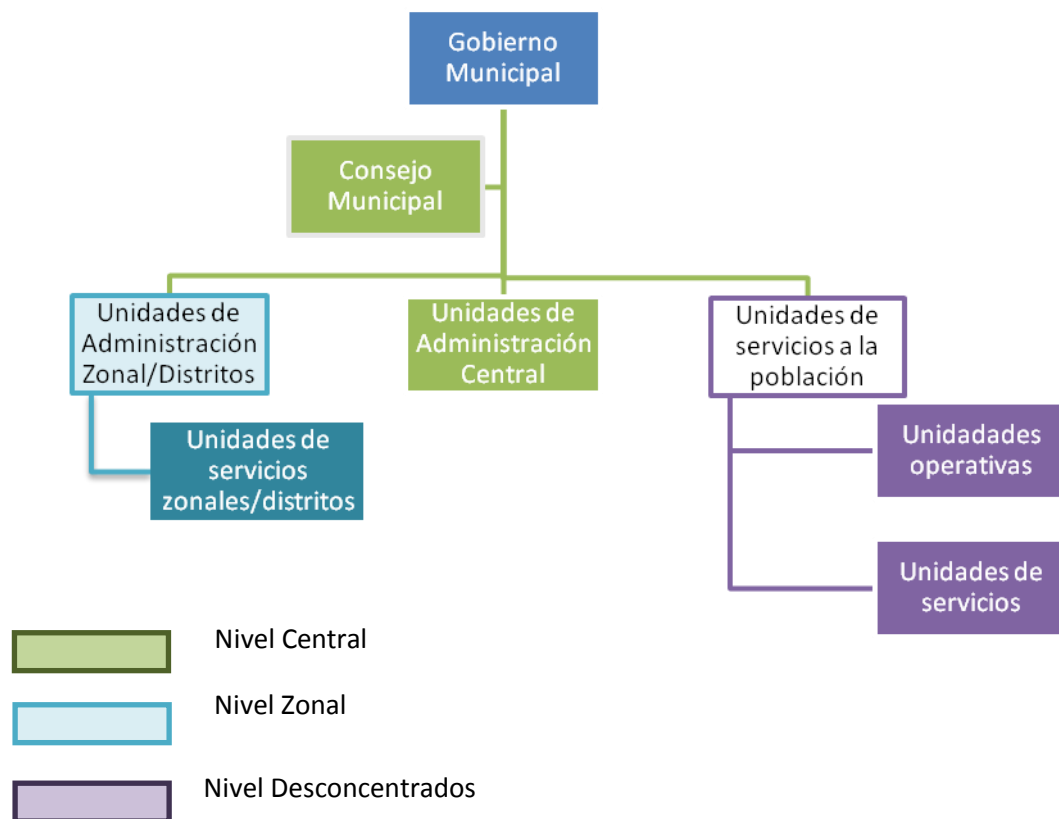 Gobierno
Municipal
Consejo
Municipal
Unidades de
Administración
Zonal/Distritos
Unidades de
Administración
Central
Unidades de
servicios a la
población
Unidades de
servicios
zonales/distritos
Unidadades
operativas
Unidades de
servicios
Nivel Central
Nivel Zonal
Nivel Desconcentrados